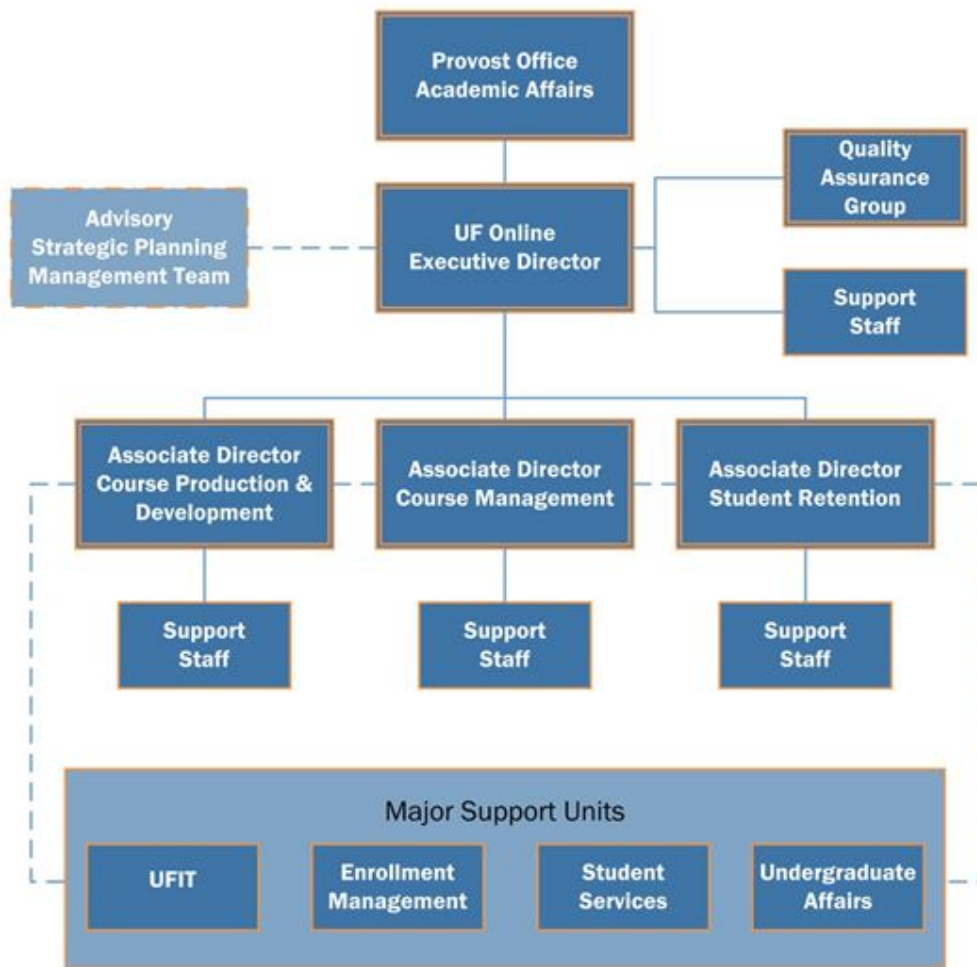 Provost Office
Academic Affairs
Quality
Assurance
Group
Advisory
Strategic Planning
Management Team
UF Online
Executive Director
Support
Staff
Associate Director
Course Production &
Development
Associate Director
Course Management
Associate Director
Student Retention
Support
Staff
Support
Staff
Support
Staff
Major Support Units
UFIT
Enrollment
Management
Student
Services
Undergraduate
Affairs